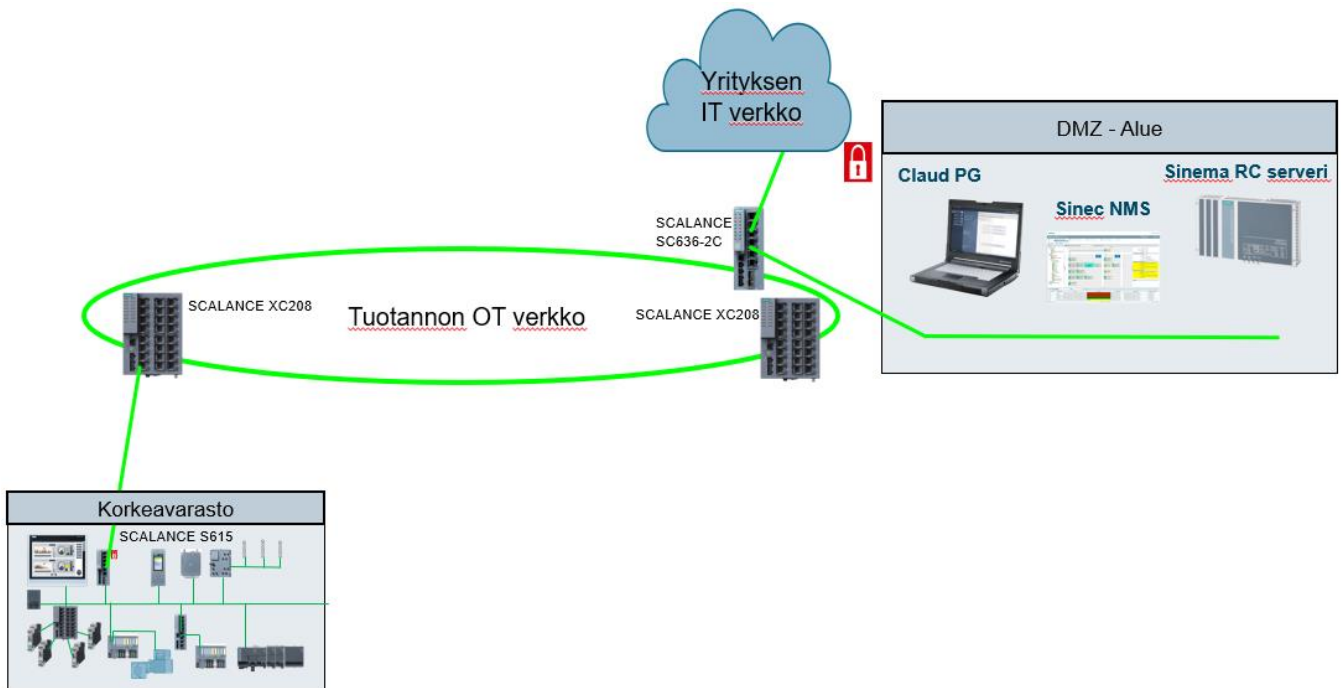 Yrityksen
IT verkko
DMZ - Alue
Claud PG
Sinec NMS
Sinema RC serveri
SCALANCE
SC636-2C
SCALANCE XC208
Tuotannon OT verkko
SCALANCE XC208
Korkeavarasto
SCALANCE S615